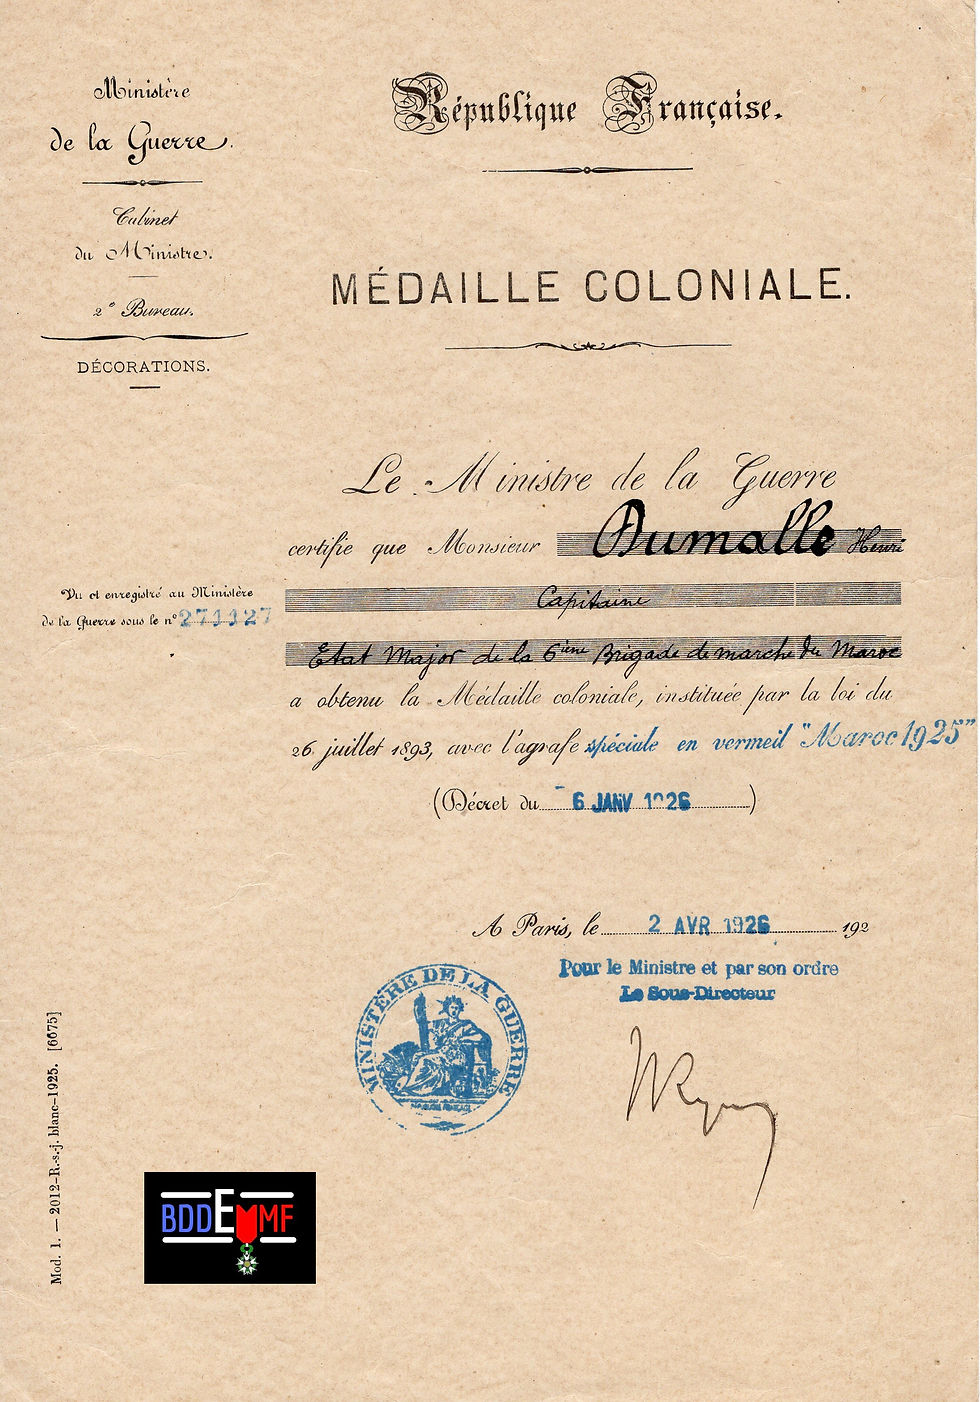 Ministère
de la Guerre.
Cabinet
du Ministre.
2e Bureau.
DÉCORATIONS.
République Française.
MÉDAILLE COLONIALE.
Le Ministre de la Guerre
certifie que Monsieur Dumalle Henri
Capitaine
Etat Major de la 6ième Brigade de marche du Maroc
a obtenu la Médaille coloniale, instituée par la loi du
26 juillet 1893, avec l'agrafe spéciale en vermeil "Maroc 1925"
(Décret du 6 JANV 1926)
Vu et enregistré au Ministère
de la Guerre sous le n° 271127
A Paris, le 2 AVR 1926 192
Pour le Ministre et par son ordre
Le Sous-Directeur
MINISTÈRE DE LA GUERRE
Mod. 1. — 2012-R.-s.-j. blanc-1925. [6675]
BDDEMF